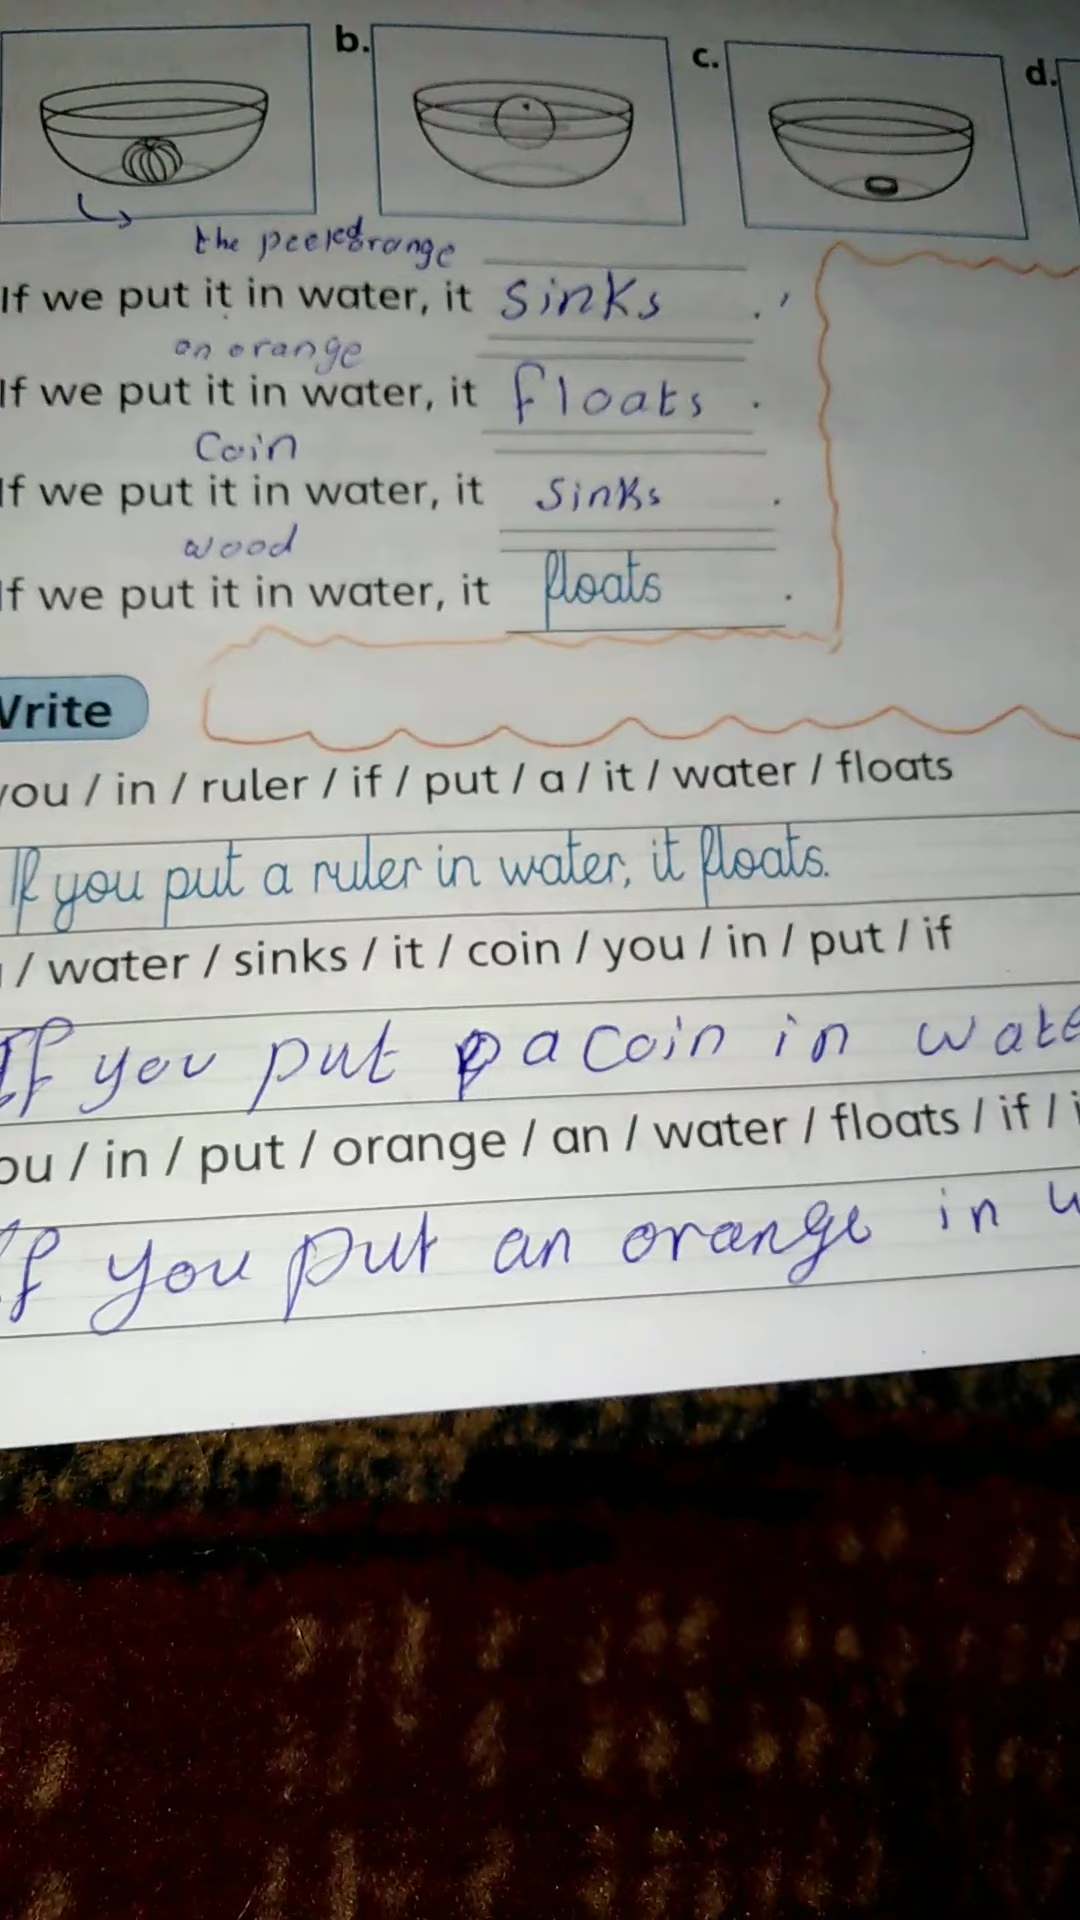 b.
c.
d.
the peeled orange
If we put it in water, it sinks.
an orange
If we put it in water, it floats.
Coin
If we put it in water, it sinks.
wood
If we put it in water, it floats.
Write
you / in / ruler / if / put / a / it / water / floats
If you put a ruler in water, it floats.
/ water / sinks / it / coin / you / in / put / if
If you put a coin in wate
ou / in / put / orange / an / water / floats / if / i
If you put an orange in